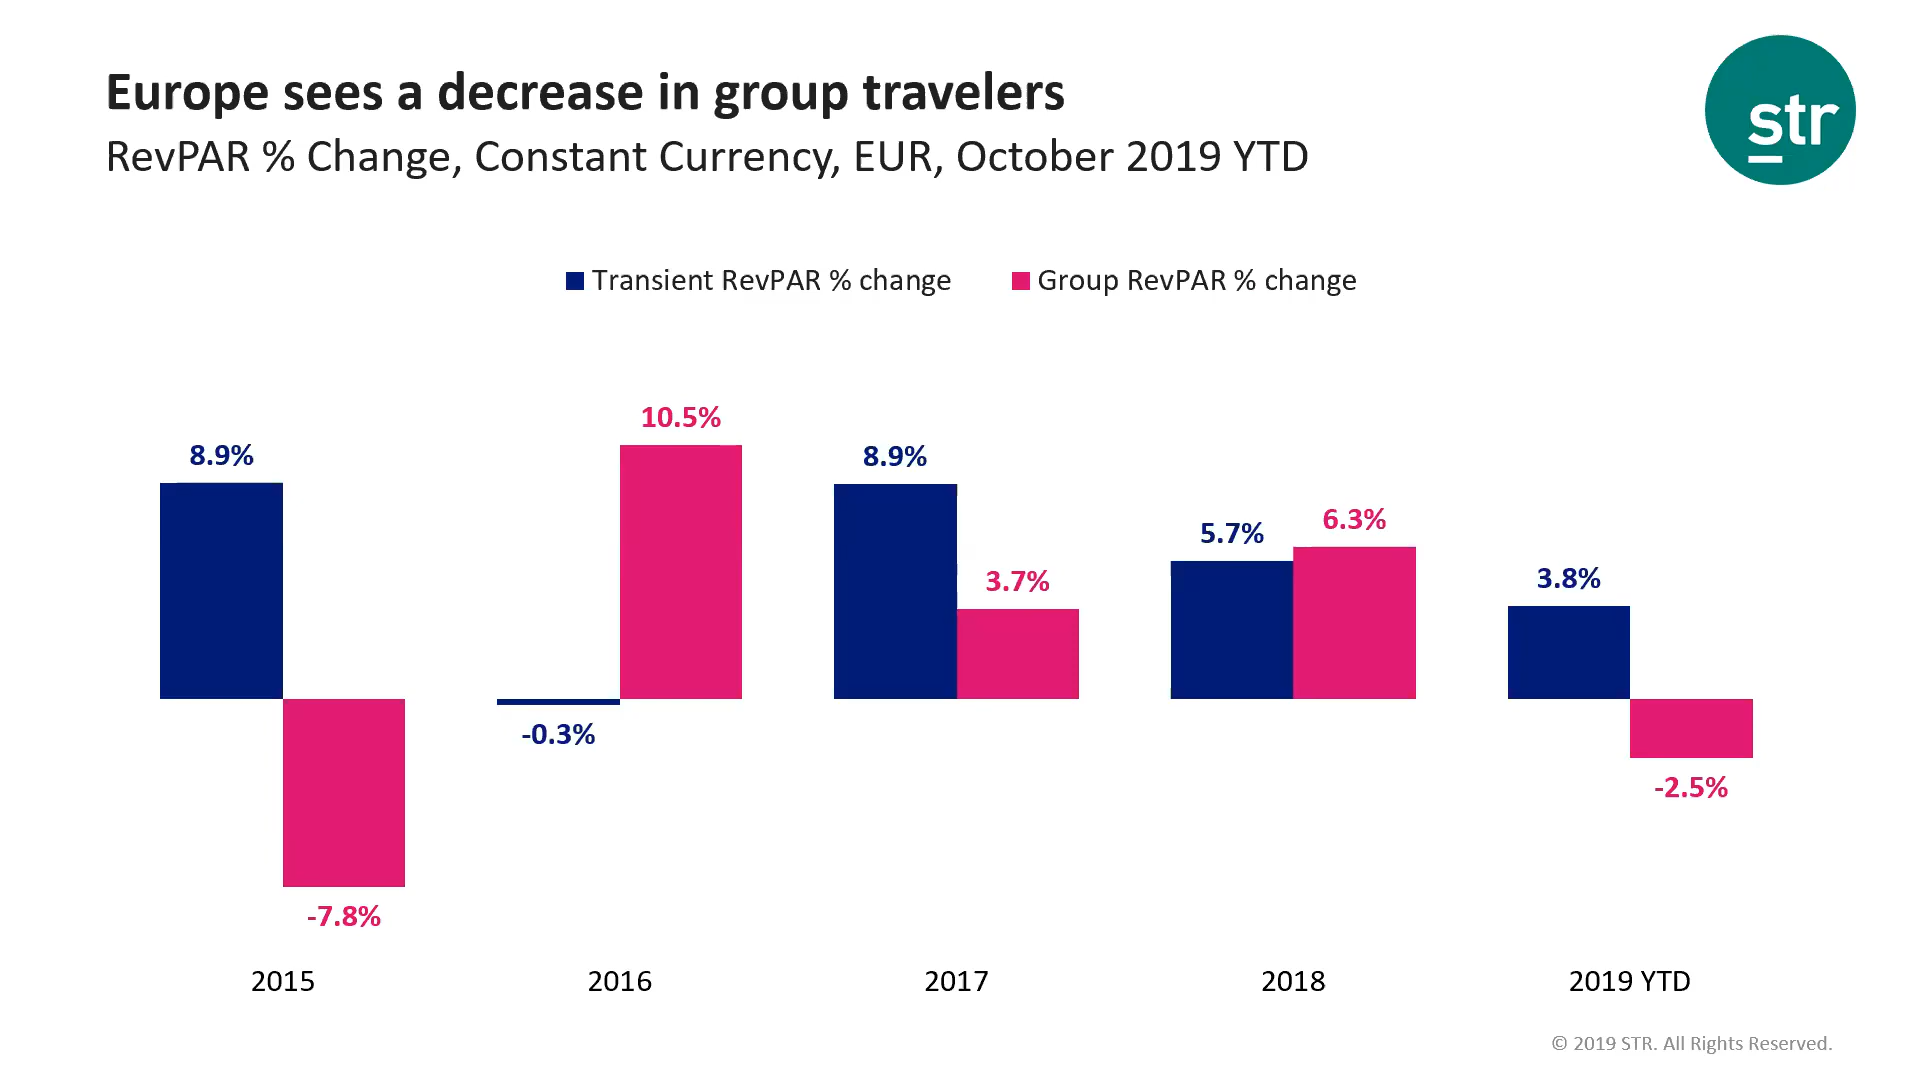 Europe sees a decrease in group travelers
RevPAR % Change, Constant Currency, EUR, October 2019 YTD
str
Transient RevPAR % change
Group RevPAR % change
8.9%
-7.8%
-0.3%
10.5%
8.9%
3.7%
5.7%
6.3%
3.8%
-2.5%
2015
2016
2017
2018
2019 YTD
© 2019 STR. All Rights Reserved.